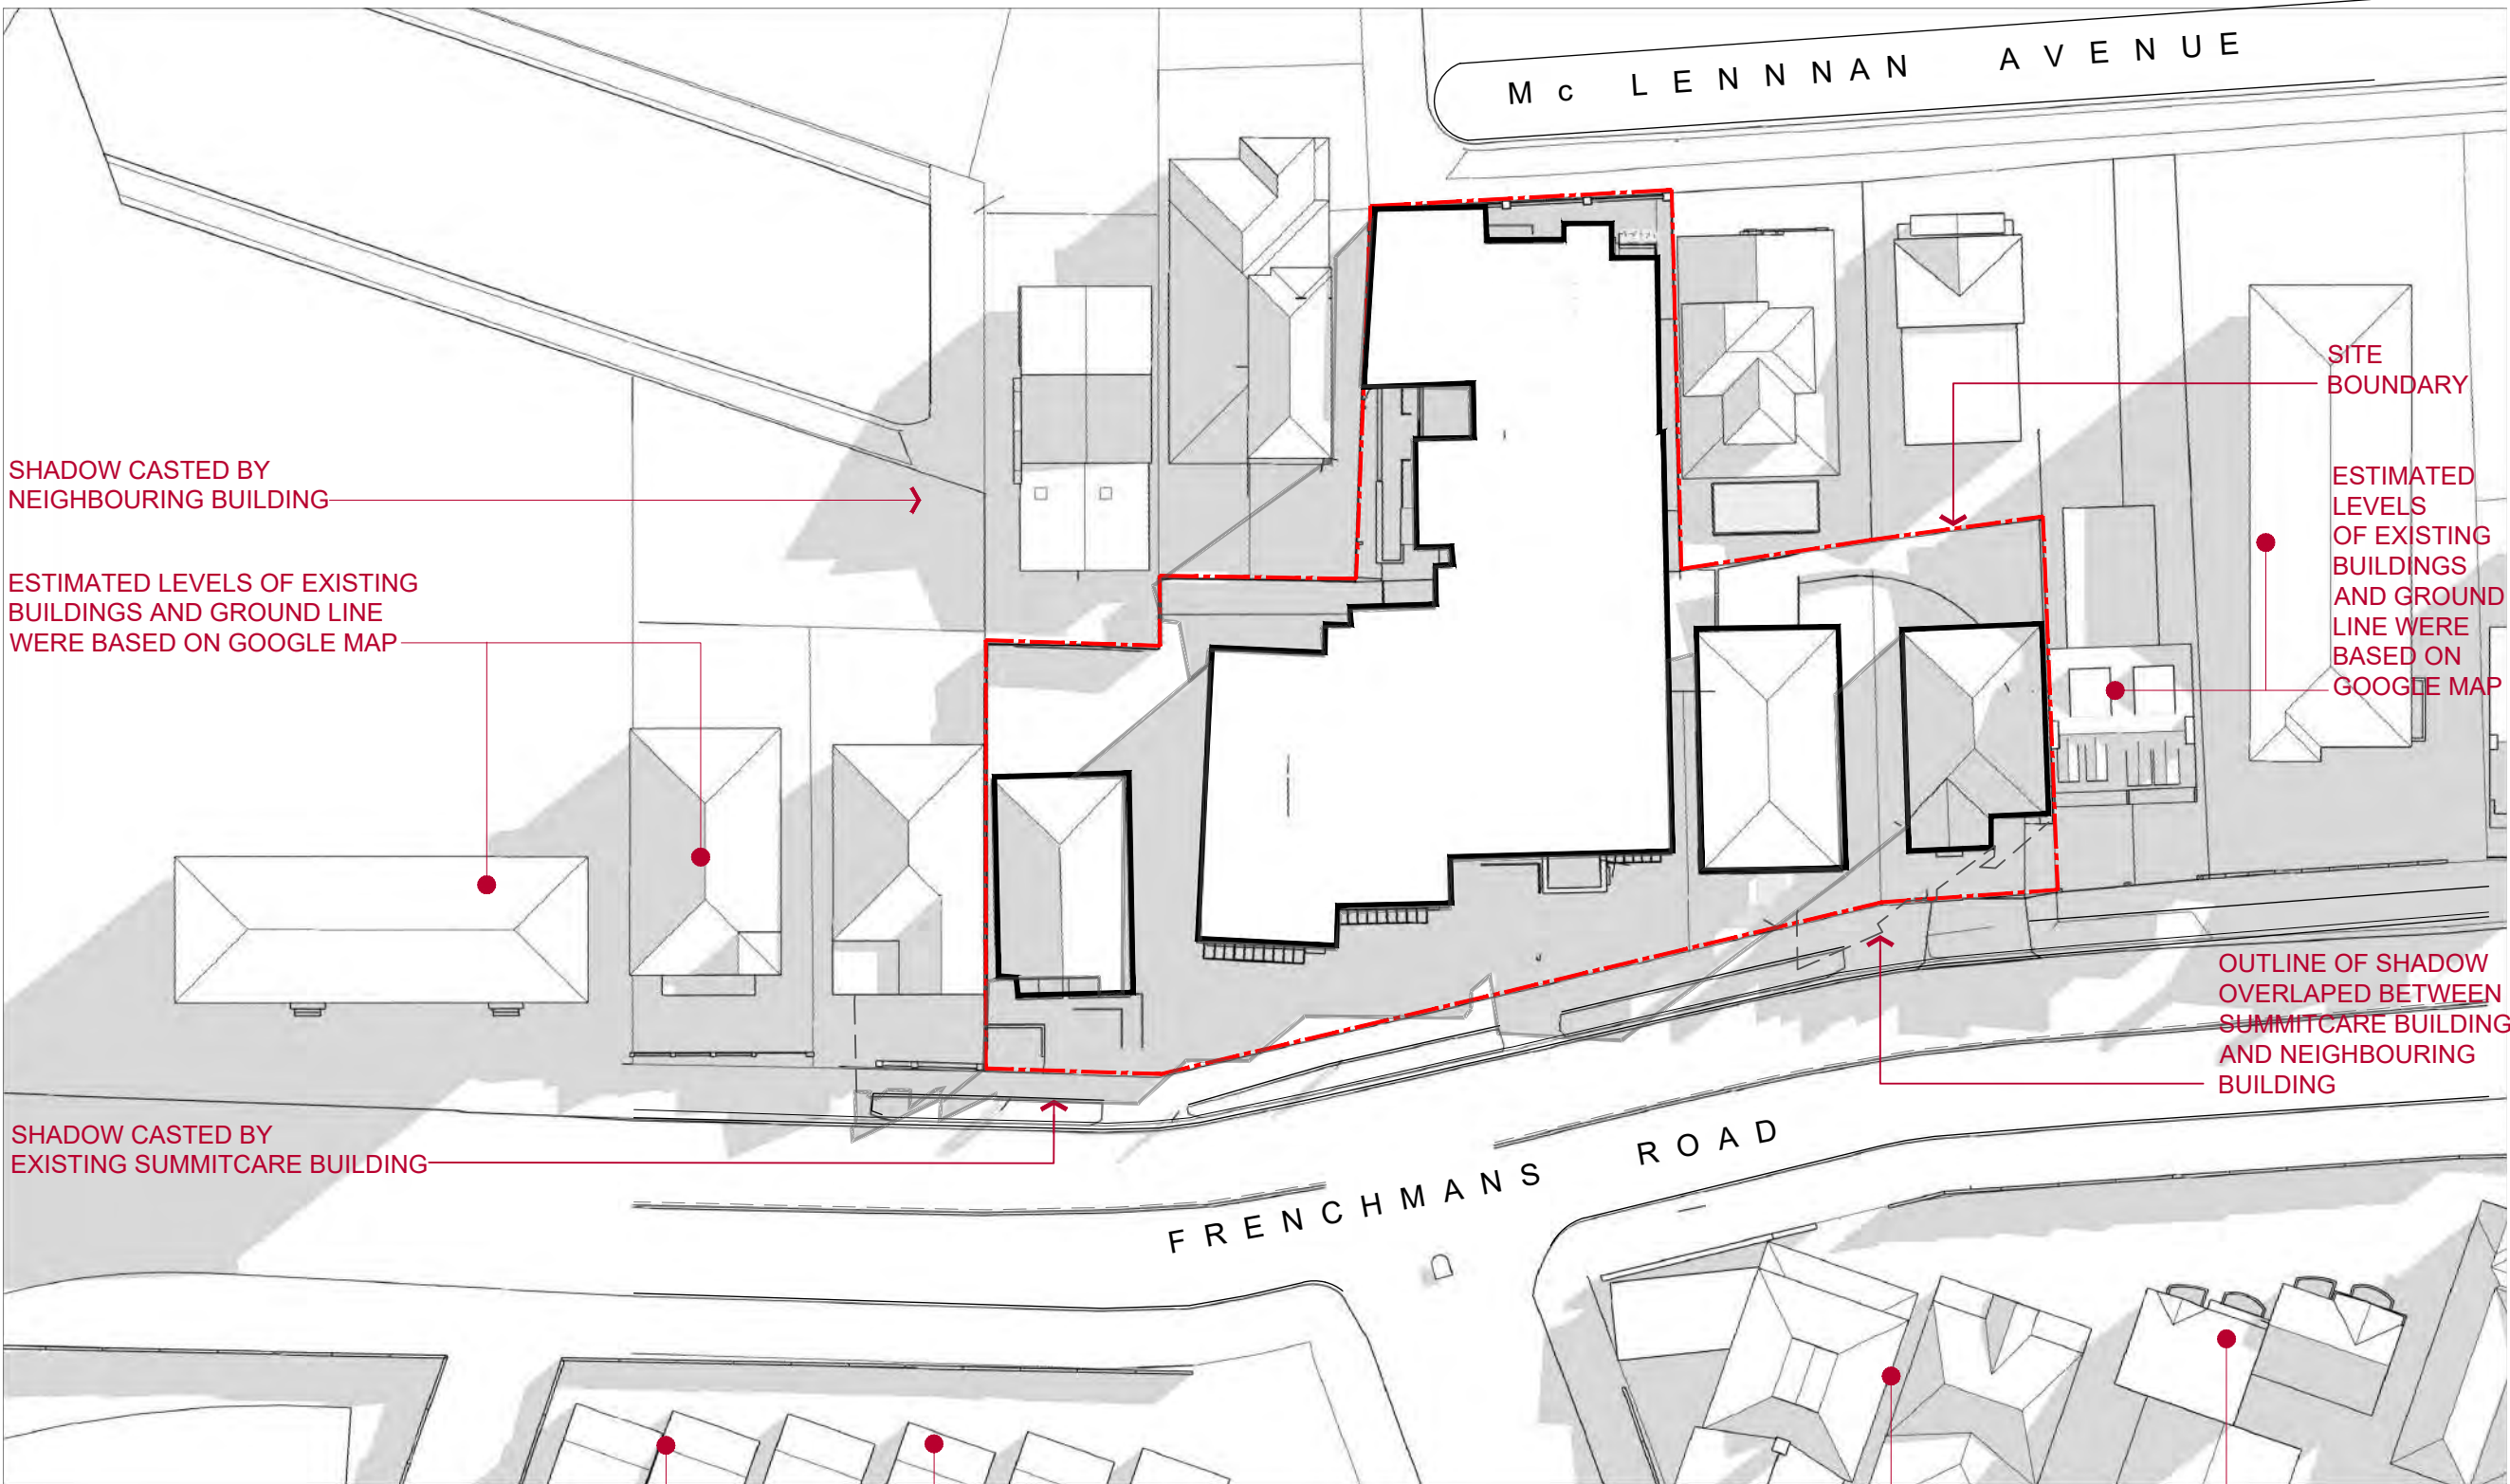 Mc LENNNAN AVENUE
SITE
BOUNDARY
SHADOW CASTED BY
NEIGHBOURING BUILDING
ESTIMATED
LEVELS
OF EXISTING
BUILDINGS
AND GROUND
LINE WERE
BASED ON
GOOGLE MAP
ESTIMATED LEVELS OF EXISTING
BUILDINGS AND GROUND LINE
WERE BASED ON GOOGLE MAP
OUTLINE OF SHADOW
OVERLAPED BETWEEN
SUMMITCARE BUILDING
AND NEIGHBOURING
BUILDING
SHADOW CASTED BY
EXISTING SUMMITCARE BUILDING
FRENCHMANS ROAD